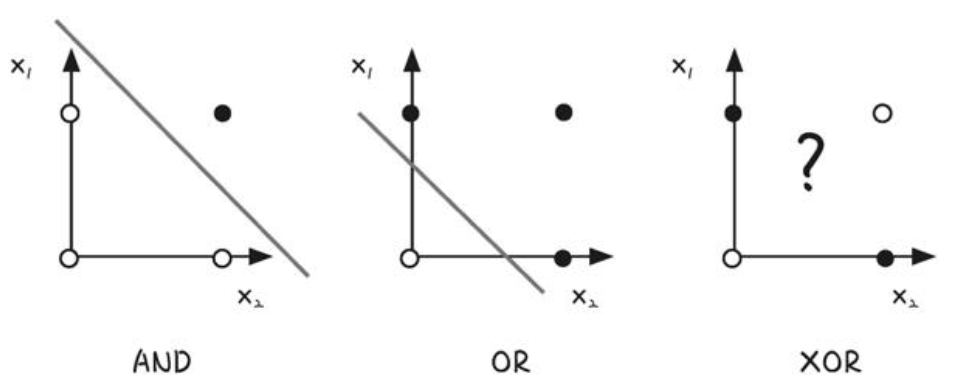 x₁
x₂
AND
x₁
x₂
OR
x₁
?
x₂
XOR